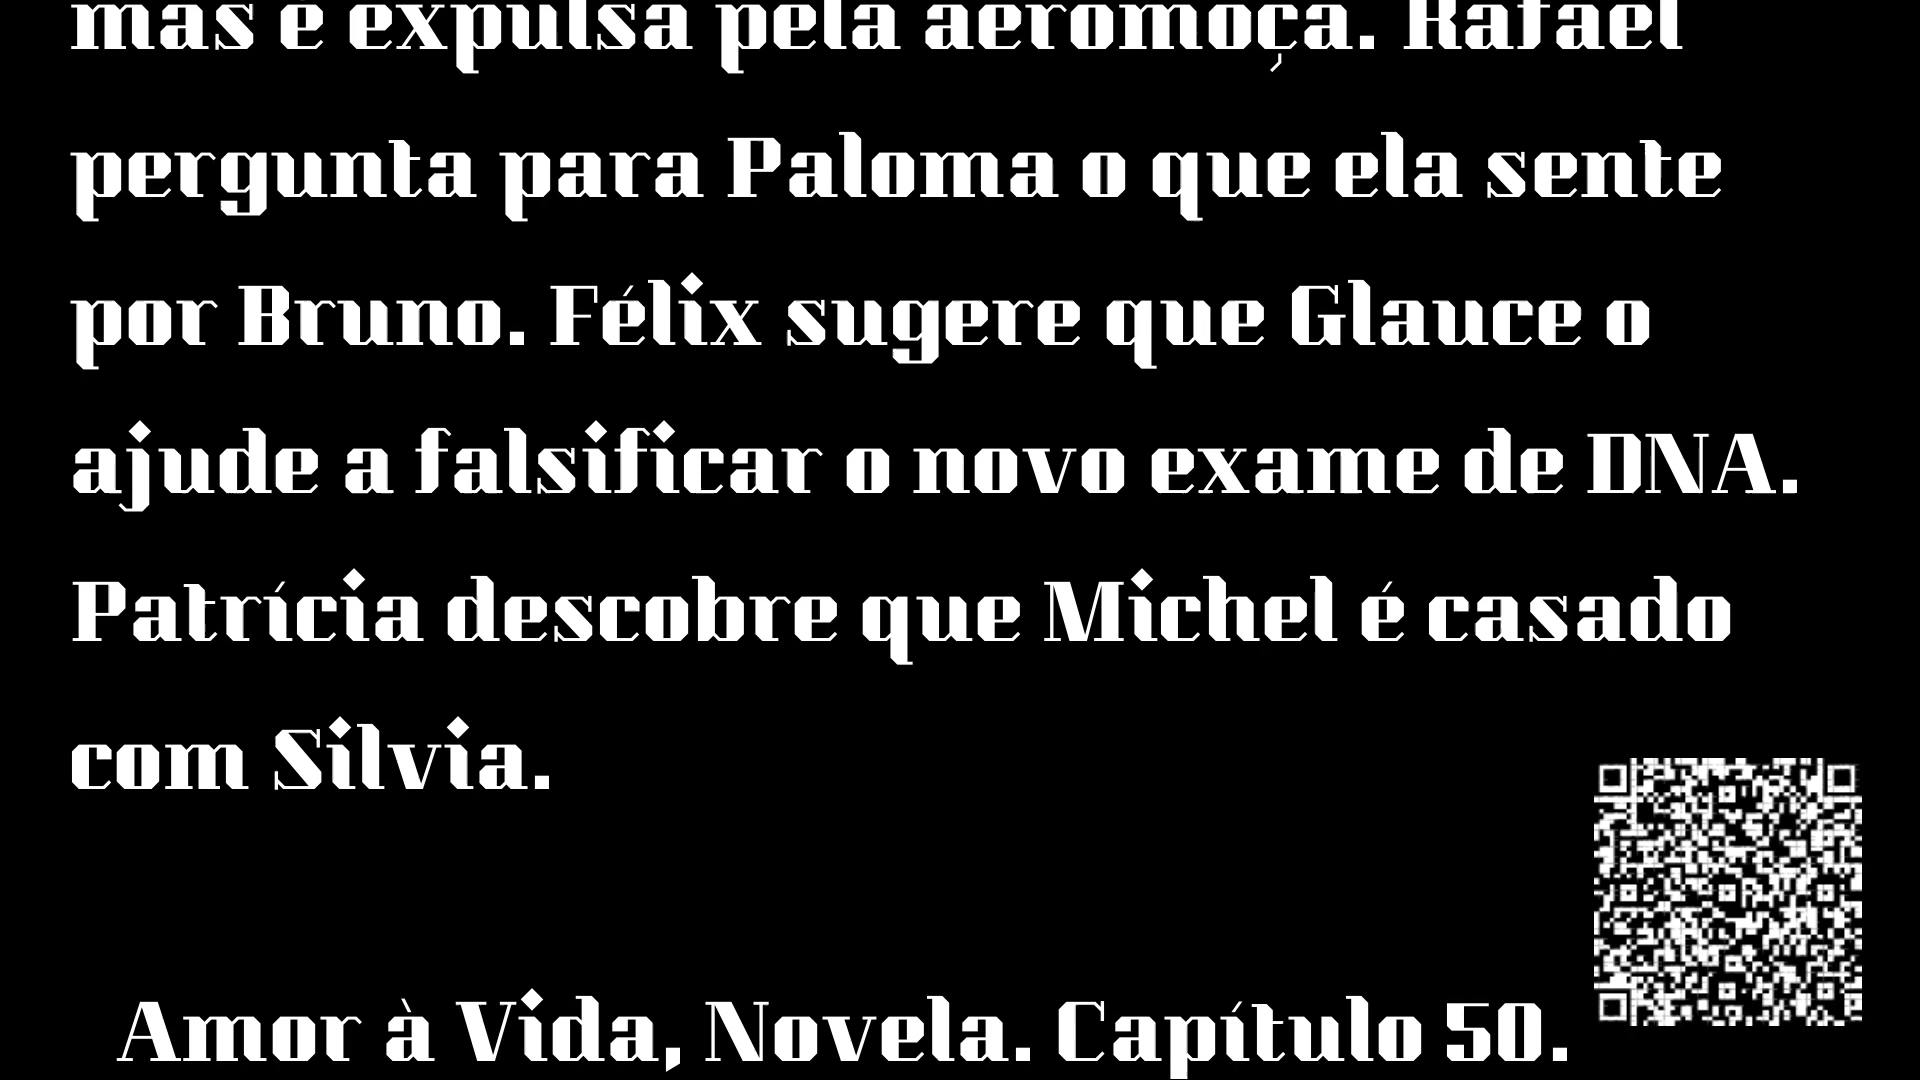 mas é expulsa pela aeromoça. Rafael
pergunta para Paloma o que ela sente
por Bruno. Félix sugere que Glauce o
ajude a falsificar o novo exame de DNA.
Patrícia descobre que Michel é casado
com Silvia.
Amor à Vida, Novela. Capítulo 50.